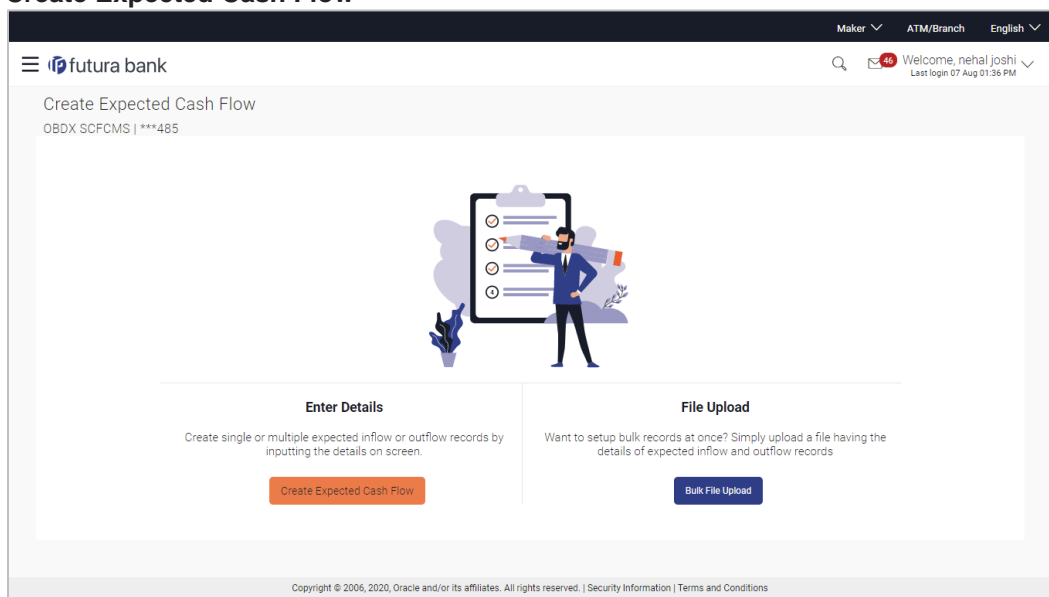 Create Expected Cash Flow
Maker ATM/Branch English
futura bank
46 Welcome, nehal joshi
Last login 07 Aug 01:36 PM
Create Expected Cash Flow
OBDX SCFCMS | ***485
4
Enter Details
Create single or multiple expected inflow or outflow records by
inputting the details on screen.
Create Expected Cash Flow
File Upload
Want to setup bulk records at once? Simply upload a file having the
details of expected inflow and outflow records
Bulk File Upload
Copyright © 2006, 2020, Oracle and/or its affiliates. All rights reserved. | Security Information | Terms and Conditions